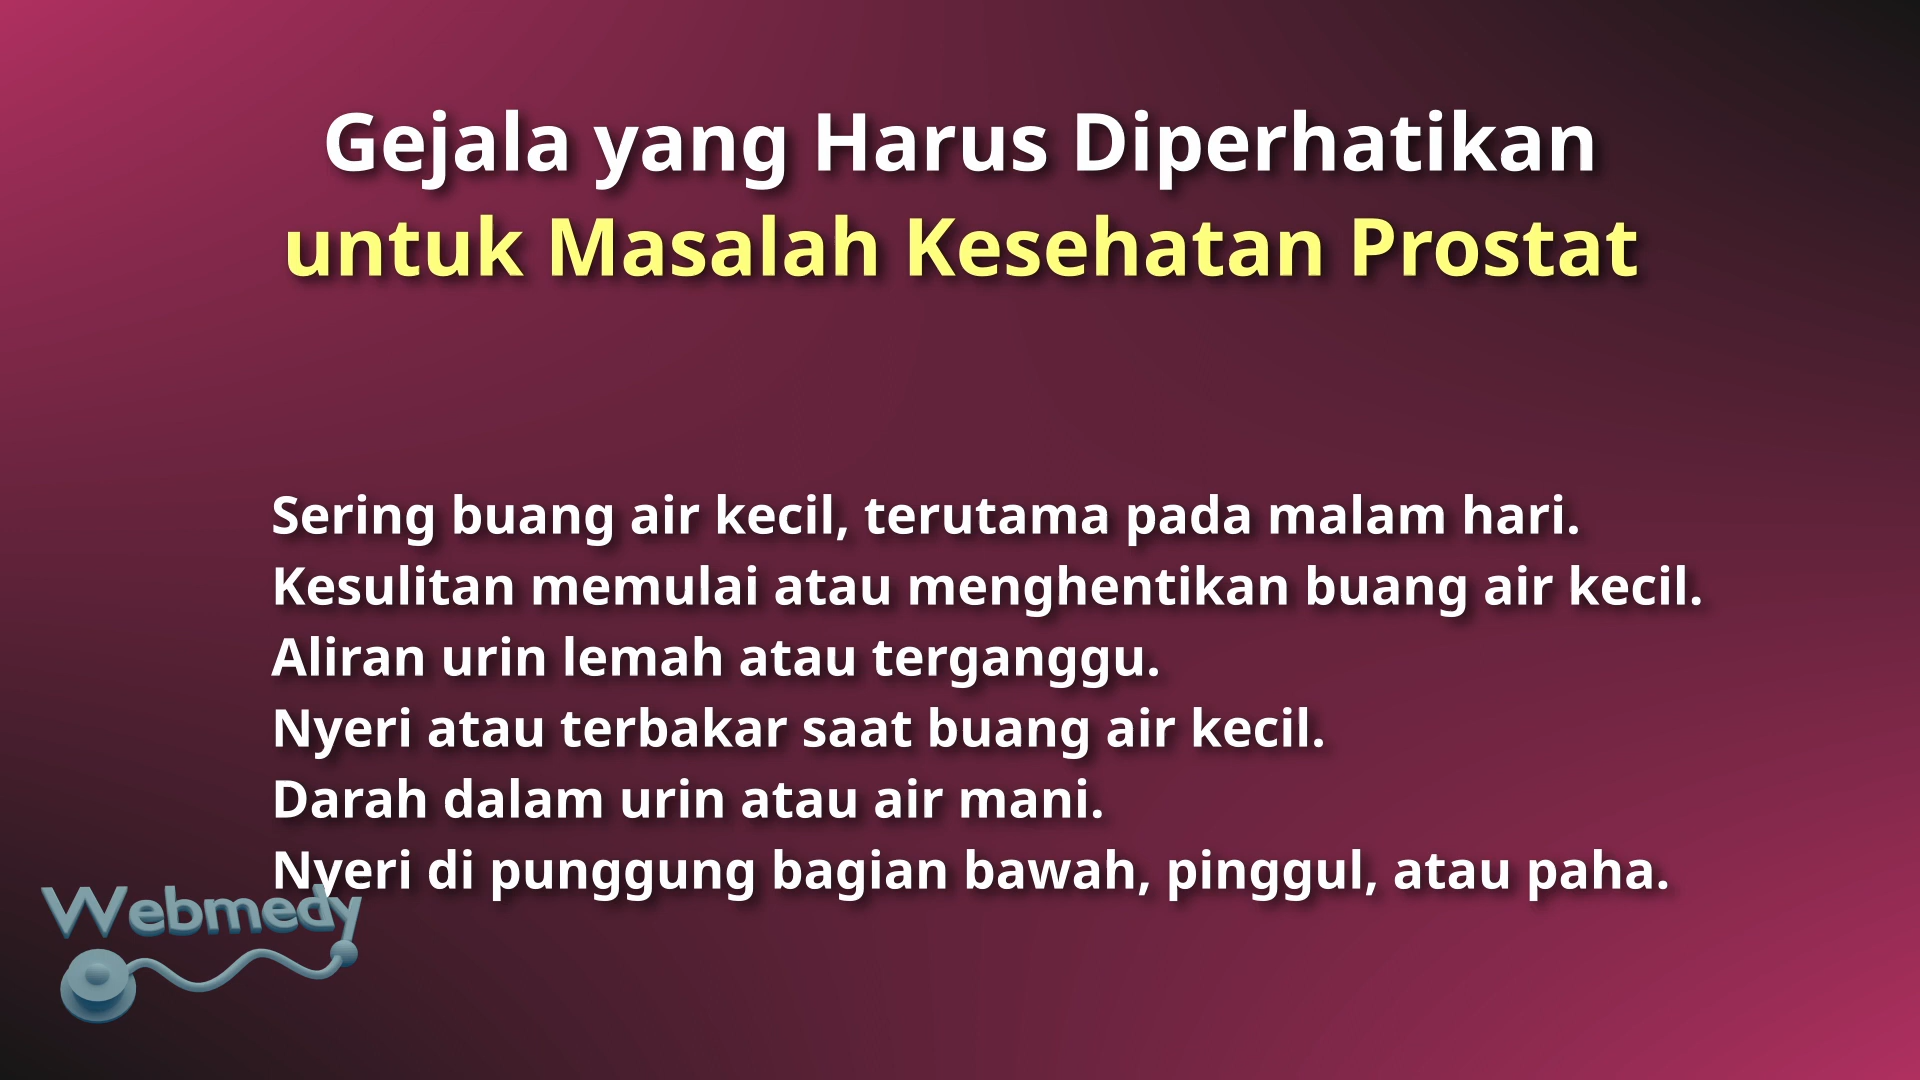 Gejala yang Harus Diperhatikan
untuk Masalah Kesehatan Prostat
Sering buang air kecil, terutama pada malam hari.
Kesulitan memulai atau menghentikan buang air kecil.
Aliran urin lemah atau terganggu.
Nyeri atau terbakar saat buang air kecil.
Darah dalam urin atau air mani.
Nyeri di punggung bagian bawah, pinggul, atau paha.
Webmedy